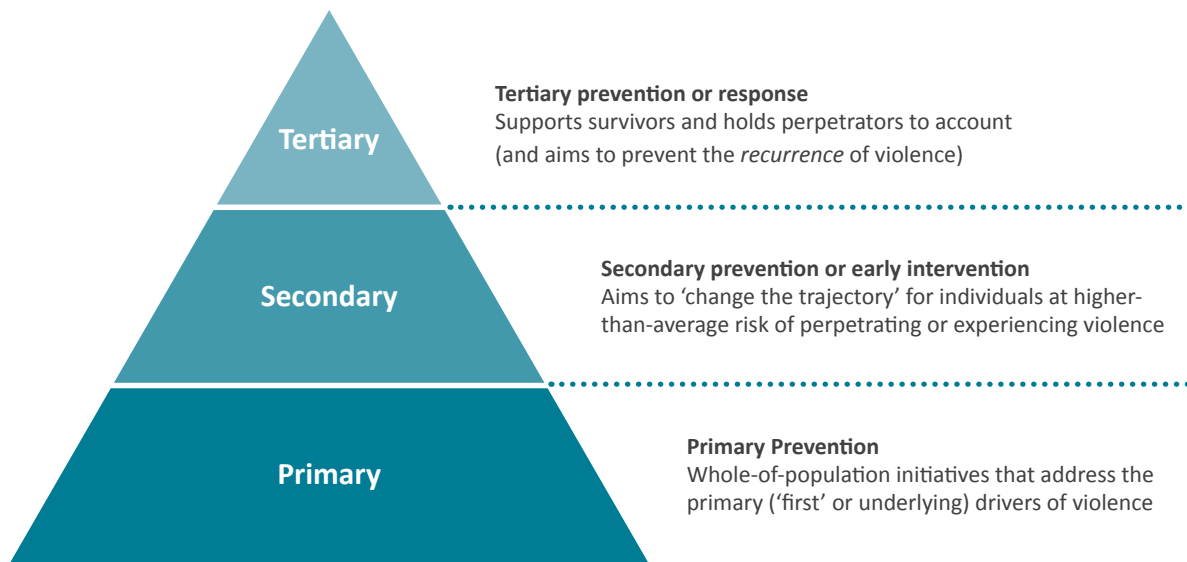 Tertiary
Tertiary prevention or response
Supports survivors and holds perpetrators to account
(and aims to prevent the recurrence of violence)
Secondary
Secondary prevention or early intervention
Aims to ‘change the trajectory’ for individuals at higher-
than-average risk of perpetrating or experiencing violence
Primary
Primary Prevention
Whole-of-population initiatives that address the
primary (‘first’ or underlying) drivers of violence